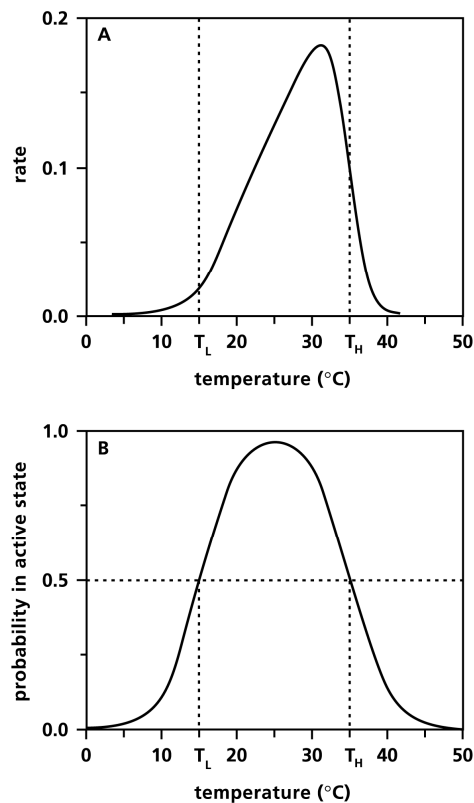 0.2
A
rate
0.1
0.0
0 10 T_L 20 30 T_H 40 50
temperature (°C)
1.0
B
probability in active state
0.5
0.0
0 10 T_L 20 30 T_H 40 50
temperature (°C)